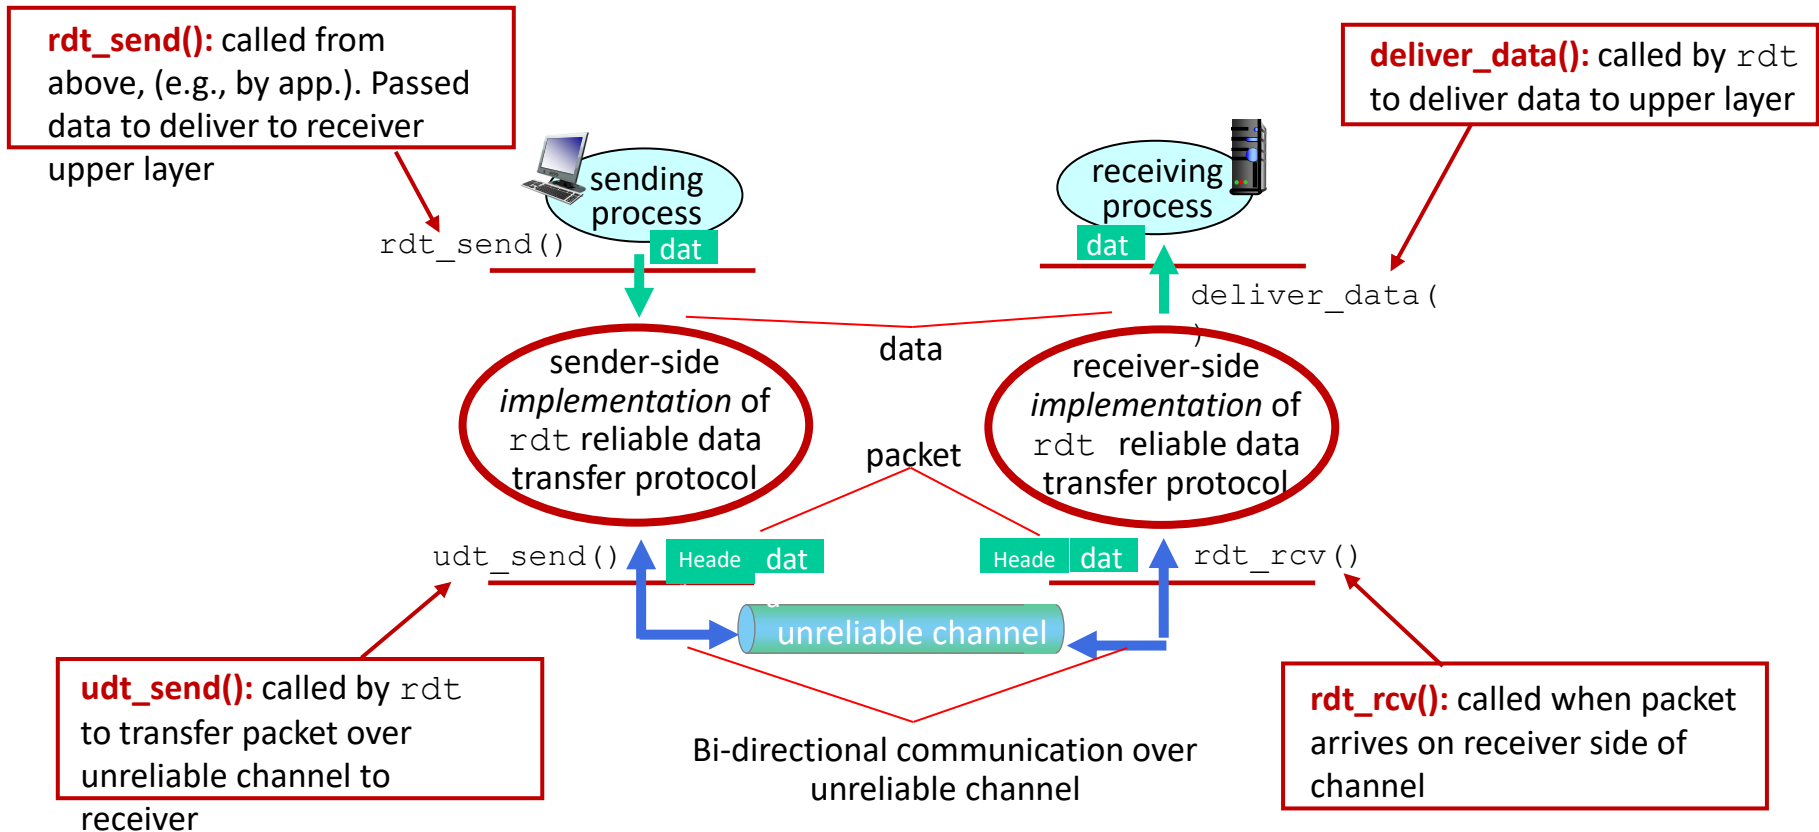 rdt_send(): called from
above, (e.g., by app.). Passed
data to deliver to receiver
upper layer
deliver_data(): called by rdt
to deliver data to upper layer
sending
process
receiving
process
rdt_send()
dat
dat
deliver_data(
)
data
sender-side
implementation of
rdt reliable data
transfer protocol
receiver-side
implementation of
rdt reliable data
transfer protocol
packet
udt_send()
Heade dat
Heade dat
rdt_rcv()
unreliable channel
udt_send(): called by rdt
to transfer packet over
unreliable channel to
receiver
Bi-directional communication over
unreliable channel
rdt_rcv(): called when packet
arrives on receiver side of
channel